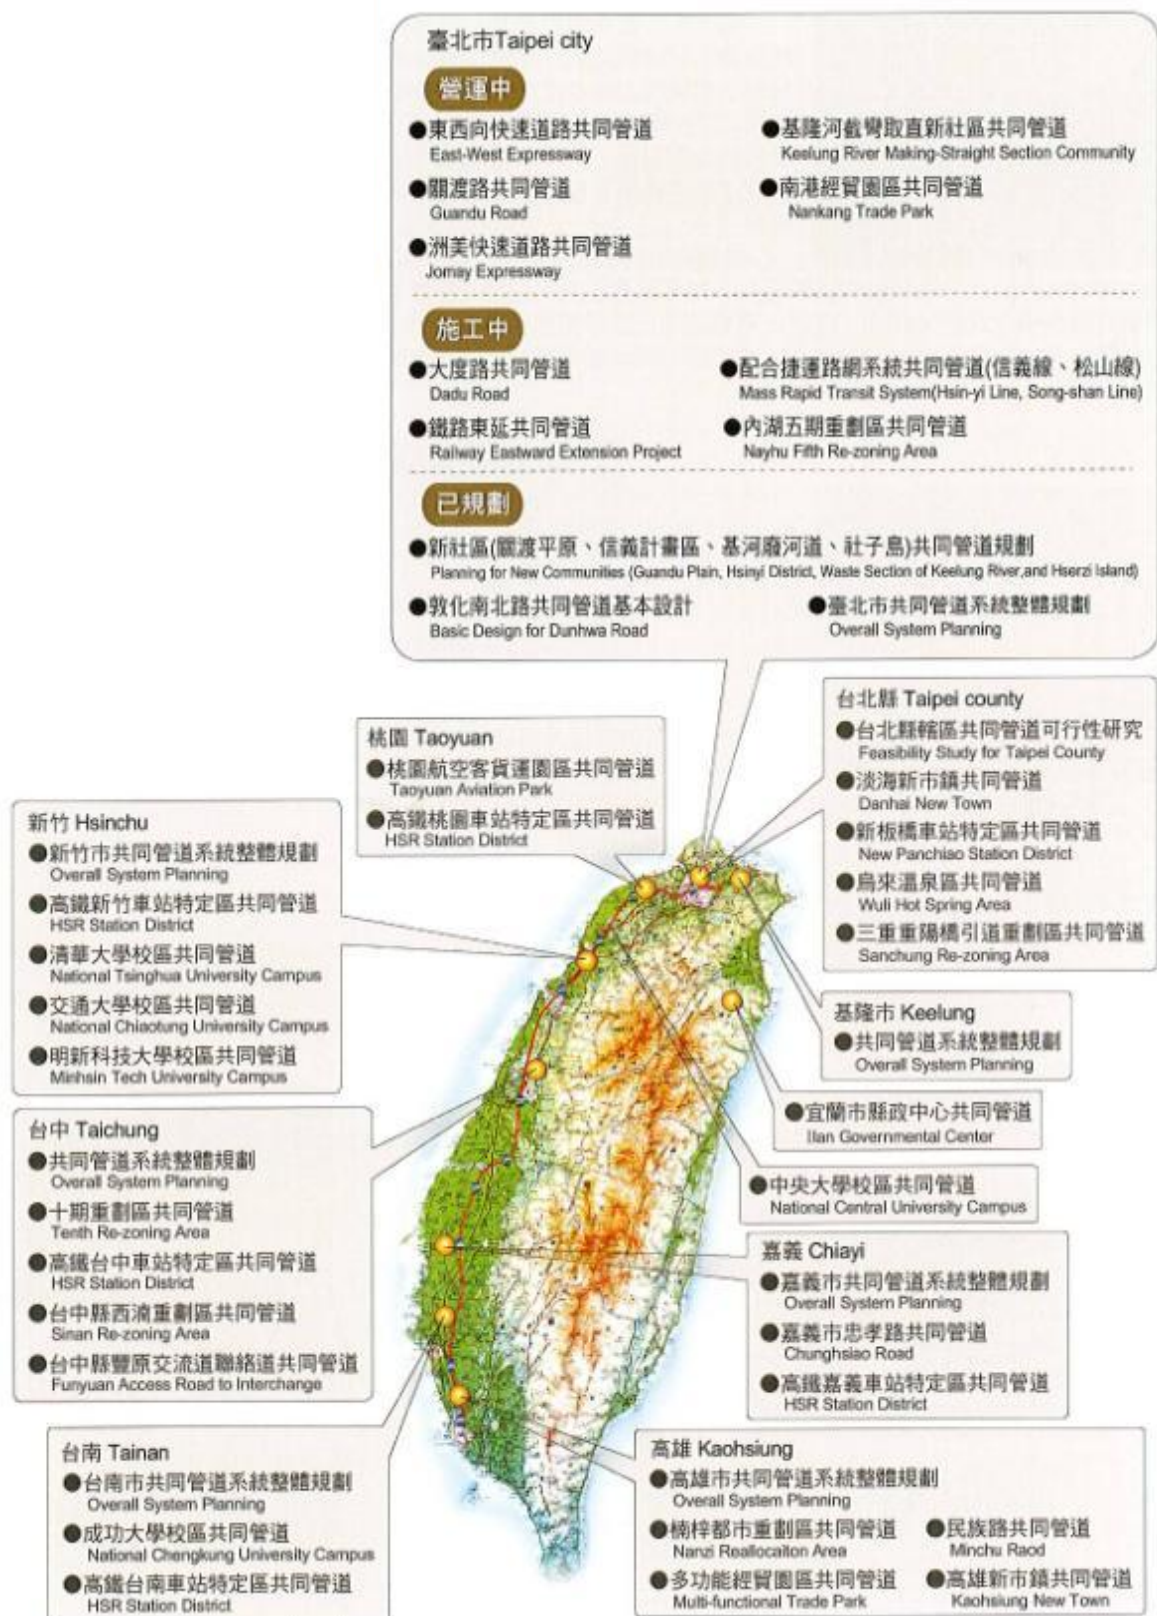 臺北市Taipei city
營運中
●東西向快速道路共同管道
East-West Expressway
●基隆河截彎取直新社區共同管道
Keelung River Making-Straight Section Community
●關渡路共同管道
Guandu Road
●南港經貿園區共同管道
Nankang Trade Park
●洲美快速道路共同管道
Jomay Expressway
施工中
●大度路共同管道
Dadu Road
●配合捷運路網系統共同管道(信義線、松山線)
Mass Rapid Transit System(Hsin-yi Line, Song-shan Line)
●鐵路東延共同管道
Railway Eastward Extension Project
●內湖五期重劃區共同管道
Nayhu Fifth Re-zoning Area
已規劃
●新社區(關渡平原、信義計畫區、基河廢河道、社子島)共同管道規劃
Planning for New Communities (Guandu Plain, Hsinyi District, Waste Section of Keelung River,and Hserzi Island)
●敦化南北路共同管道基本設計
Basic Design for Dunhwa Road
●臺北市共同管道系統整體規劃
Overall System Planning
台北縣 Taipei county
●台北縣轄區共同管道可行性研究
Feasibility Study for Taipei County
●淡海新市鎮共同管道
Danhai New Town
●新板橋車站特定區共同管道
New Panchiao Station District
●烏來溫泉區共同管道
Wuli Hot Spring Area
●三重重陽橋引道重劃區共同管道
Sanchung Re-zoning Area
桃園 Taoyuan
●桃園航空客貨運園區共同管道
Taoyuan Aviation Park
●高鐵桃園車站特定區共同管道
HSR Station District
新竹 Hsinchu
●新竹市共同管道系統整體規劃
Overall System Planning
●高鐵新竹車站特定區共同管道
HSR Station District
●清華大學校區共同管道
National Tsinghua University Campus
●交通大學校區共同管道
National Chiaotung University Campus
●明新科技大學校區共同管道
Minhsin Tech University Campus
基隆市 Keelung
●共同管道系統整體規劃
Overall System Planning
●宜蘭市縣政中心共同管道
Ilan Governmental Center
●中央大學校區共同管道
National Central University Campus
台中 Taichung
●共同管道系統整體規劃
Overall System Planning
●十期重劃區共同管道
Tenth Re-zoning Area
●高鐵台中車站特定區共同管道
HSR Station District
●台中縣西湳重劃區共同管道
Sinan Re-zoning Area
●台中縣豐原交流道聯絡道共同管道
Funyuan Access Road to Interchange
嘉義 Chiayi
●嘉義市共同管道系統整體規劃
Overall System Planning
●嘉義市忠孝路共同管道
Chunghsiao Road
●高鐵嘉義車站特定區共同管道
HSR Station District
台南 Tainan
●台南市共同管道系統整體規劃
Overall System Planning
●成功大學校區共同管道
National Chengkung University Campus
●高鐵台南車站特定區共同管道
HSR Station District
高雄 Kaohsiung
●高雄市共同管道系統整體規劃
Overall System Planning
●楠梓都市重劃區共同管道
Nanzi Reallocaiton Area
●民族路共同管道
Minchu Raod
●多功能經貿園區共同管道
Multi-functional Trade Park
●高雄新市鎮共同管道
Kaohsiung New Town